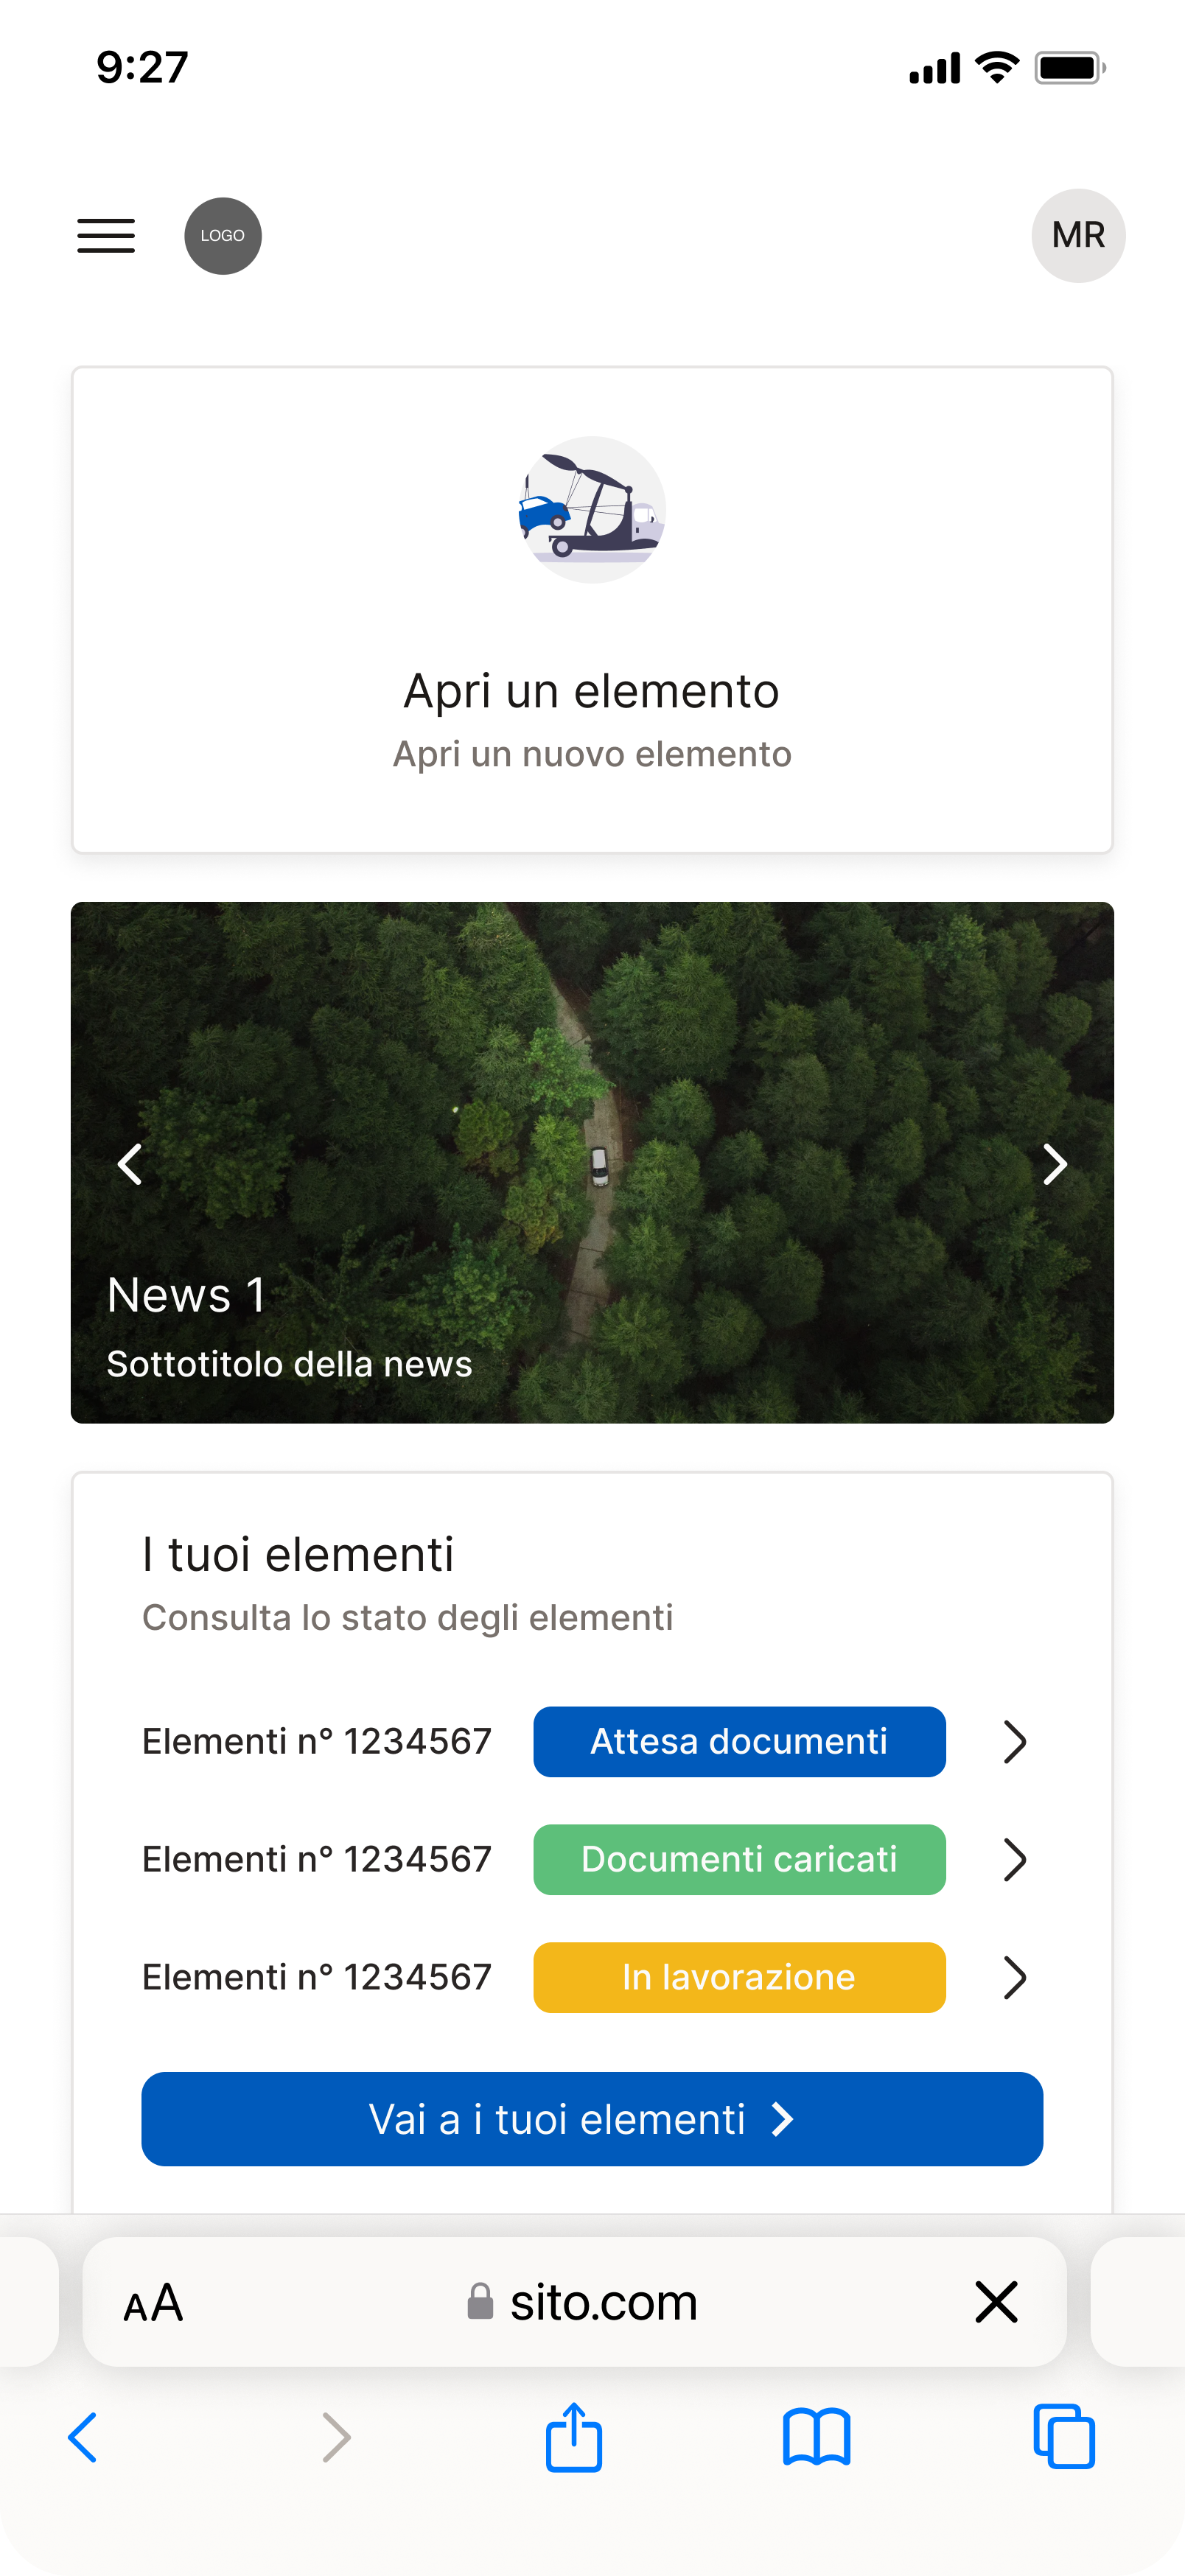 9:27
LOGO
MR
Apri un elemento
Apri un nuovo elemento
News 1
Sottotitolo della news
I tuoi elementi
Consulta lo stato degli elementi
Elementi n° 1234567 Attesa documenti
Elementi n° 1234567 Documenti caricati
Elementi n° 1234567 In lavorazione
Vai a i tuoi elementi
AA sito.com